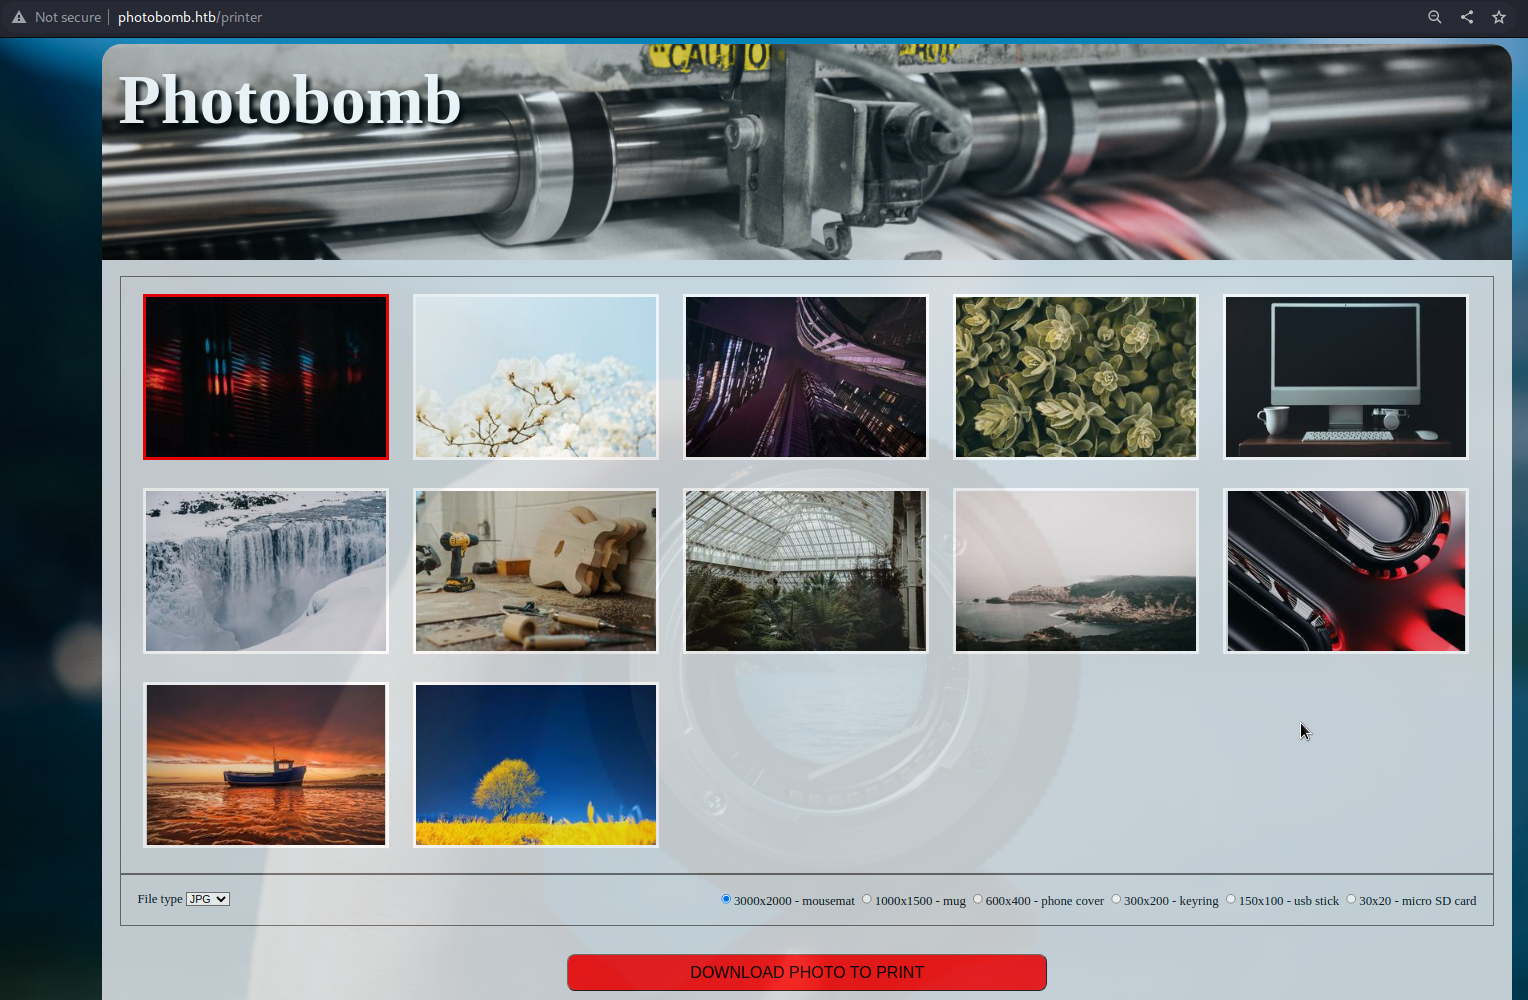 Not secure photobomb.htb/printer
"CAUTIO
Photobomb
File type JPG 3000x2000 - mousemat 1000x1500 - mug 600x400 - phone cover 300x200 - keyring 150x100 - usb stick 30x20 - micro SD card
DOWNLOAD PHOTO TO PRINT